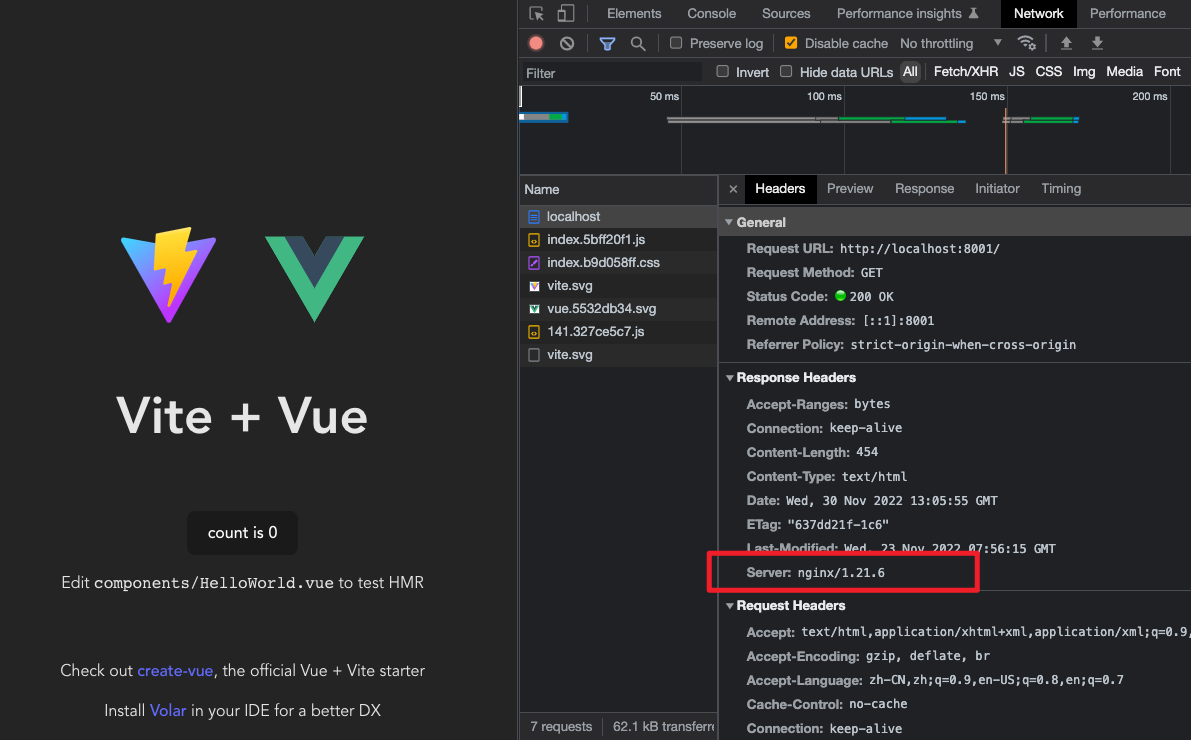 Vite + Vue
count is 0
Edit components/HelloWorld.vue to test HMR
Check out create-vue, the official Vue + Vite starter
Install Volar in your IDE for a better DX
Elements Console Sources Performance insights Network Performance
Preserve log Disable cache No throttling
Filter Invert Hide data URLs All Fetch/XHR JS CSS Img Media Font
50 ms 100 ms 150 ms 200 ms
Name
localhost
index.5bff20f1.js
index.b9d058ff.css
vite.svg
vue.5532db34.svg
141.327ce5c7.js
vite.svg
7 requests 62.1 kB transferre
× Headers Preview Response Initiator Timing
General
Request URL: http://localhost:8001/
Request Method: GET
Status Code: 200 OK
Remote Address: [::1]:8001
Referrer Policy: strict-origin-when-cross-origin
Response Headers
Accept-Ranges: bytes
Connection: keep-alive
Content-Length: 454
Content-Type: text/html
Date: Wed, 30 Nov 2022 13:05:55 GMT
ETag: "637dd21f-1c6"
Last-Modified: Wed, 23 Nov 2022 07:56:15 GMT
Server: nginx/1.21.6
Request Headers
Accept: text/html,application/xhtml+xml,application/xml;q=0.9,
Accept-Encoding: gzip, deflate, br
Accept-Language: zh-CN,zh;q=0.9,en-US;q=0.8,en;q=0.7
Cache-Control: no-cache
Connection: keep-alive